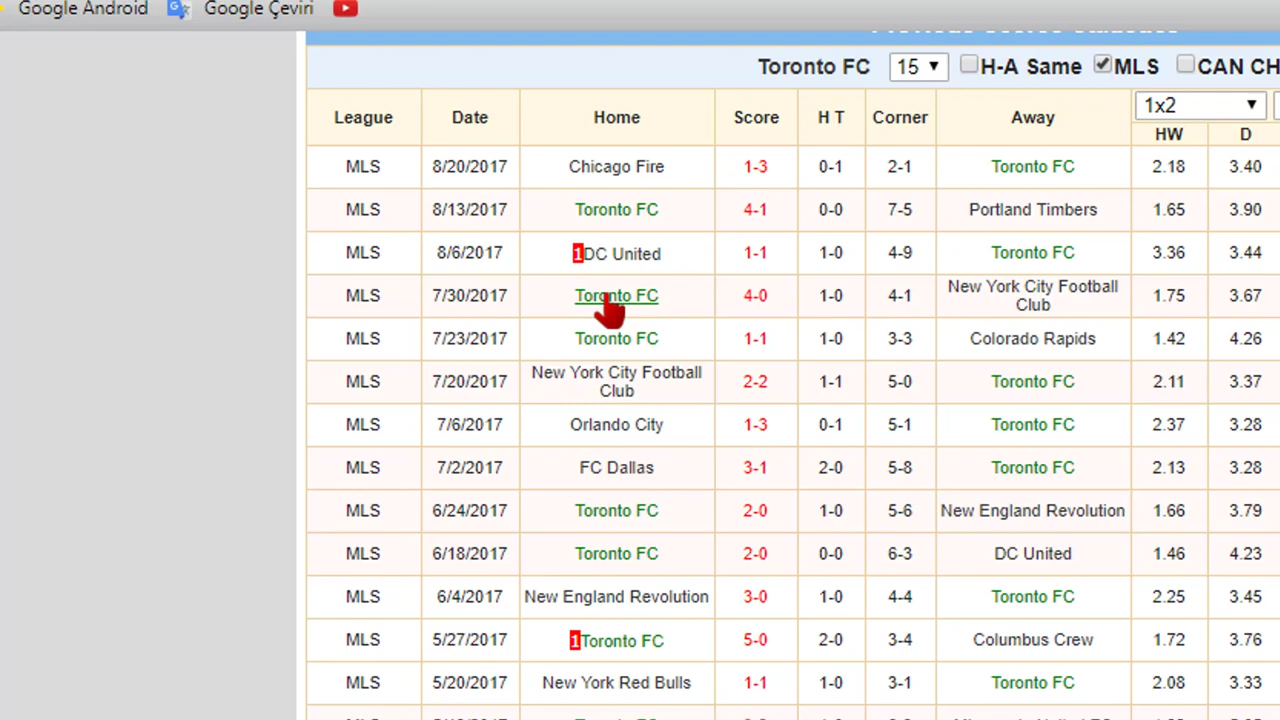 Google Android Google Çeviri
Toronto FC 15 H-A Same MLS CAN CH
League Date Home Score H T Corner Away 1x2
HW D
MLS 8/20/2017 Chicago Fire 1-3 0-1 2-1 Toronto FC 2.18 3.40
MLS 8/13/2017 Toronto FC 4-1 0-0 7-5 Portland Timbers 1.65 3.90
MLS 8/6/2017 1 DC United 1-1 1-0 4-9 Toronto FC 3.36 3.44
MLS 7/30/2017 Toronto FC 4-0 1-0 4-1 New York City Football Club 1.75 3.67
MLS 7/23/2017 Toronto FC 1-1 1-0 3-3 Colorado Rapids 1.42 4.26
MLS 7/20/2017 New York City Football Club 2-2 1-1 5-0 Toronto FC 2.11 3.37
MLS 7/6/2017 Orlando City 1-3 0-1 5-1 Toronto FC 2.37 3.28
MLS 7/2/2017 FC Dallas 3-1 2-0 5-8 Toronto FC 2.13 3.28
MLS 6/24/2017 Toronto FC 2-0 1-0 5-6 New England Revolution 1.66 3.79
MLS 6/18/2017 Toronto FC 2-0 0-0 6-3 DC United 1.46 4.23
MLS 6/4/2017 New England Revolution 3-0 1-0 4-4 Toronto FC 2.25 3.45
MLS 5/27/2017 1 Toronto FC 5-0 2-0 3-4 Columbus Crew 1.72 3.76
MLS 5/20/2017 New York Red Bulls 1-1 1-0 3-1 Toronto FC 2.08 3.33